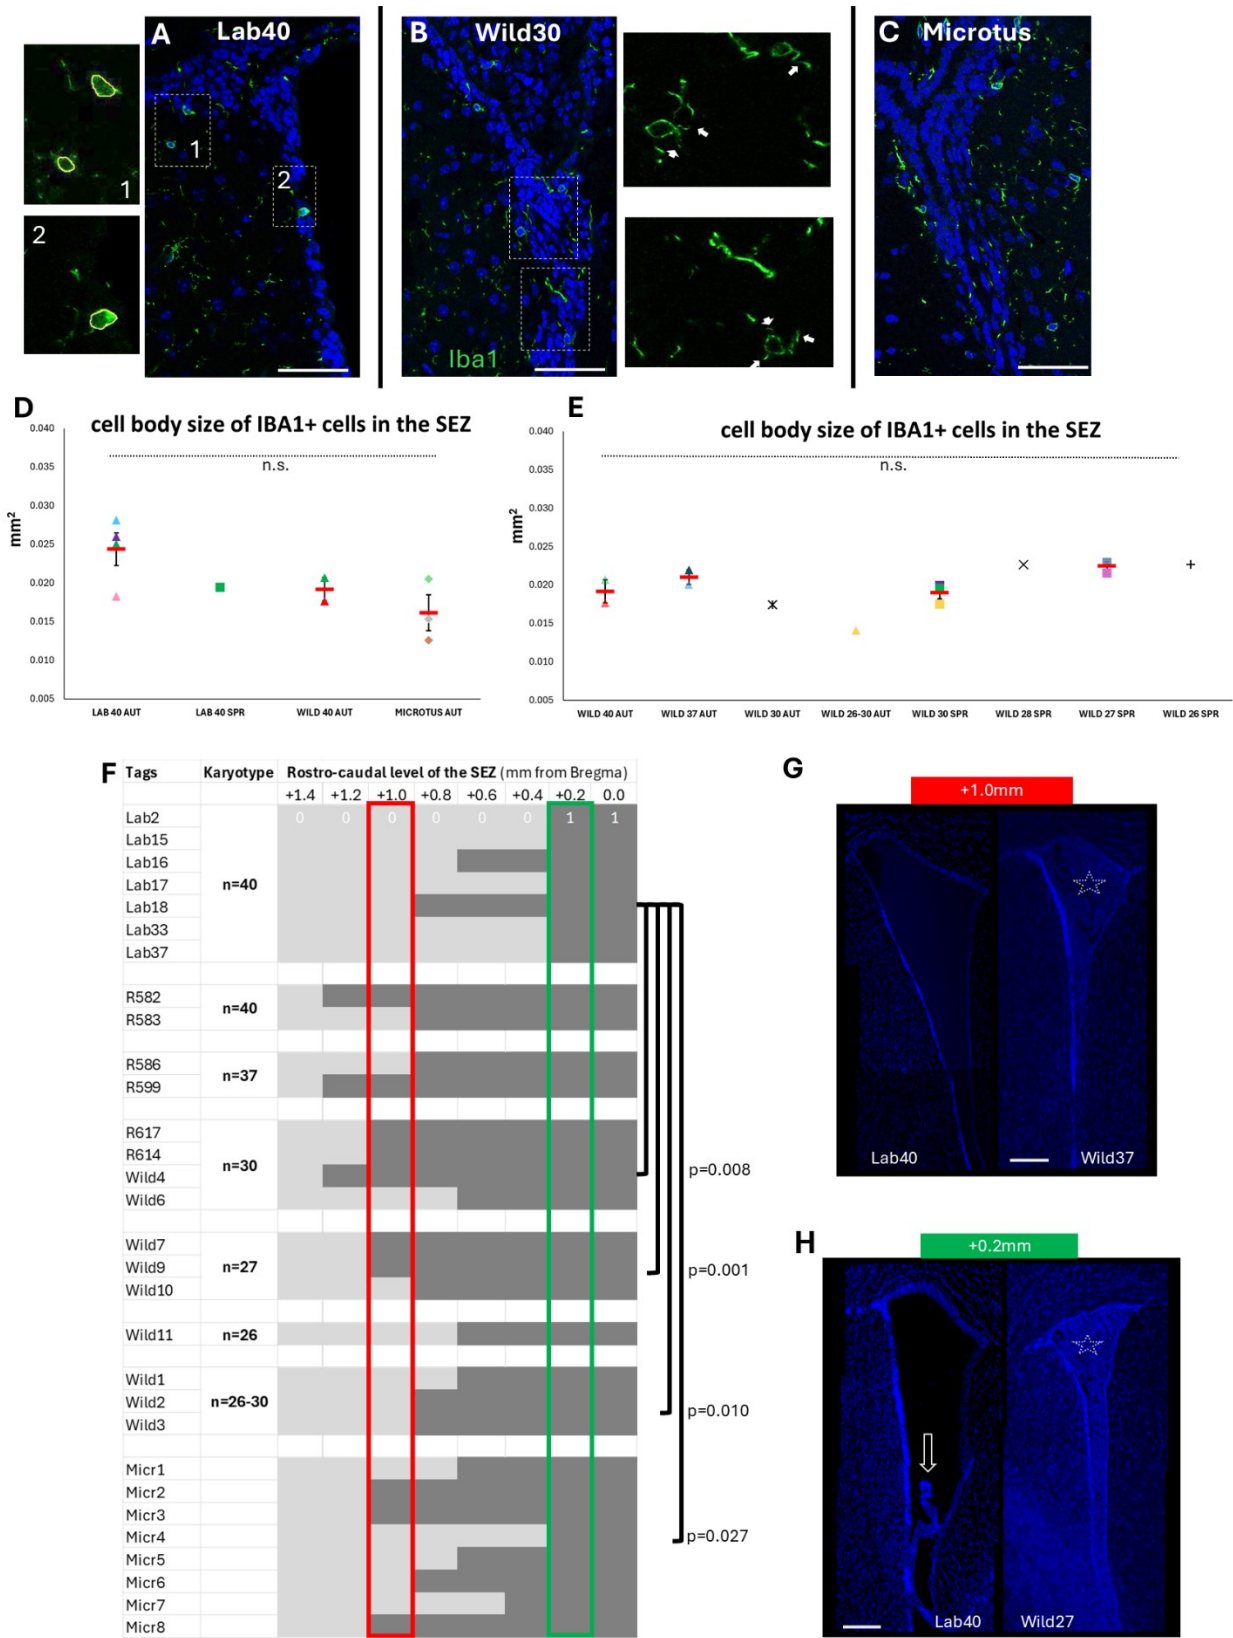 A Lab40
1
2
1
2
B Wild30
Iba1
C Microtus
D
cell body size of IBA1+ cells in the SEZ
n.s.
mm2
0.040
0.035
0.030
0.025
0.020
0.015
0.010
0.005
LAB 40 AUT LAB 40 SPR WILD 40 AUT MICROTUS AUT
E
cell body size of IBA1+ cells in the SEZ
n.s.
mm2
0.040
0.035
0.030
0.025
0.020
0.015
0.010
0.005
WILD 40 AUT WILD 37 AUT WILD 30 AUT WILD 26-30 AUT WILD 30 SPR WILD 28 SPR WILD 27 SPR WILD 26 SPR
F
Tags Karyotype Rostro-caudal level of the SEZ (mm from Bregma)
+1.4 +1.2 +1.0 +0.8 +0.6 +0.4 +0.2 0.0
Lab2 0 0 0 0 0 0 1 1
Lab15
Lab16
Lab17 n=40
Lab18
Lab33
Lab37
R582
n=40
R583
R586
n=37
R599
R617
R614
n=30
Wild4
Wild6
Wild7
Wild9 n=27
Wild10
Wild11 n=26
Wild1
Wild2 n=26-30
Wild3
Micr1
Micr2
Micr3
Micr4
Micr5
Micr6
Micr7
Micr8
p=0.008
p=0.001
p=0.010
p=0.027
G
+1.0mm
Lab40 Wild37
H
+0.2mm
Lab40 Wild27